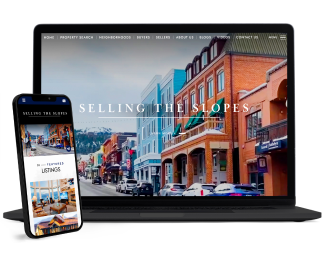 HOME PROPERTY SEARCH NEIGHBORHOODS BUYERS SELLERS ABOUT US BLOGS VIDEOS CONTACT US
SELLING THE SLOPES
SELLING THE SLOPES
FEATURED
LISTINGS